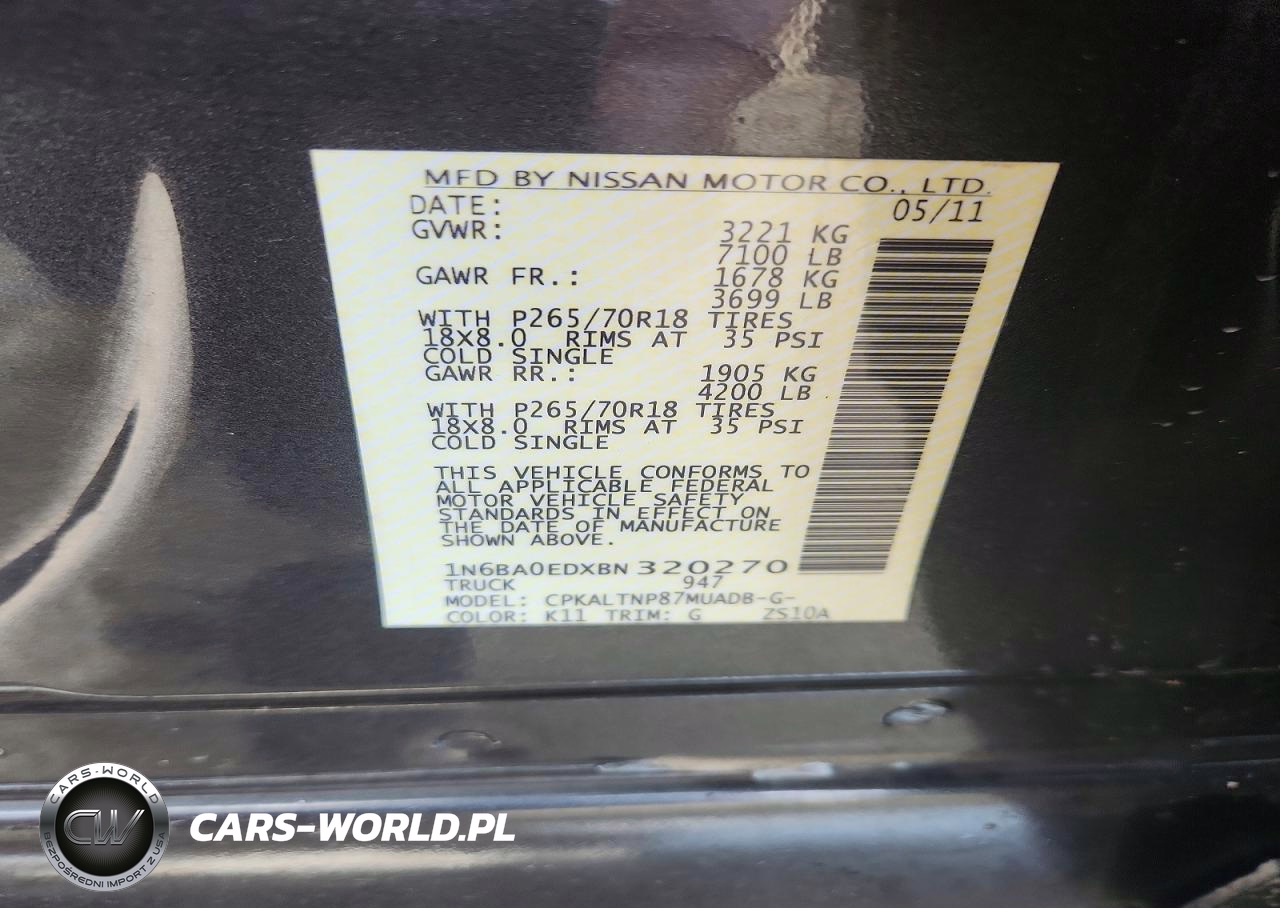 MFD BY NISSAN MOTOR CO., LTD.
DATE: 05/11
GVWR: 3221 KG
7100 LB
GAWR FR.: 1678 KG
3699 LB
WITH P265/70R18 TIRES
18X8.0 RIMS AT 35 PSI
COLD SINGLE
GAWR RR.: 1905 KG
4200 LB
WITH P265/70R18 TIRES
18X8.0 RIMS AT 35 PSI
COLD SINGLE
THIS VEHICLE CONFORMS TO
ALL APPLICABLE FEDERAL
MOTOR VEHICLE SAFETY
STANDARDS IN EFFECT ON
THE DATE OF MANUFACTURE
SHOWN ABOVE.
1N6BA0EDXBN 320270
TRUCK 947
MODEL: CPKALTNP87MUADB-G-
COLOR: K11 TRIM: G ZS10A
CARS-WORLD
CW
BEZPOŚREDNI IMPORT Z USA
CARS-WORLD.PL